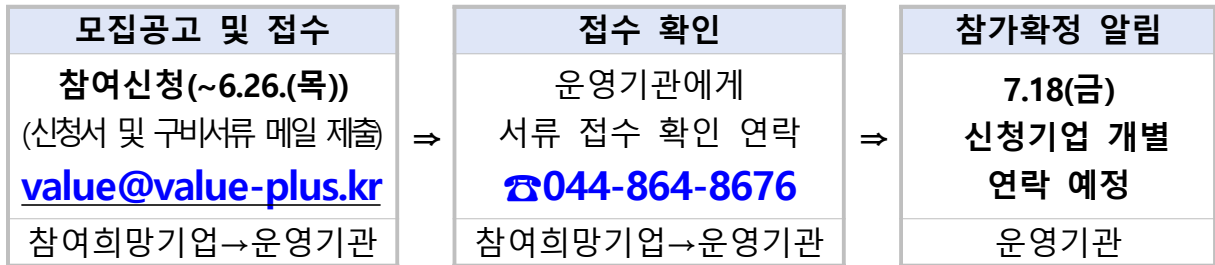 모집공고 및 접수
참여신청(~6.26.(목))
(신청서 및 구비서류 메일 제출)
value@value-plus.kr
참여희망기업→운영기관
⇒
접수 확인
운영기관에게
서류 접수 확인 연락
☎044-864-8676
참여희망기업→운영기관
⇒
참가확정 알림
7.18(금)
신청기업 개별
연락 예정
운영기관